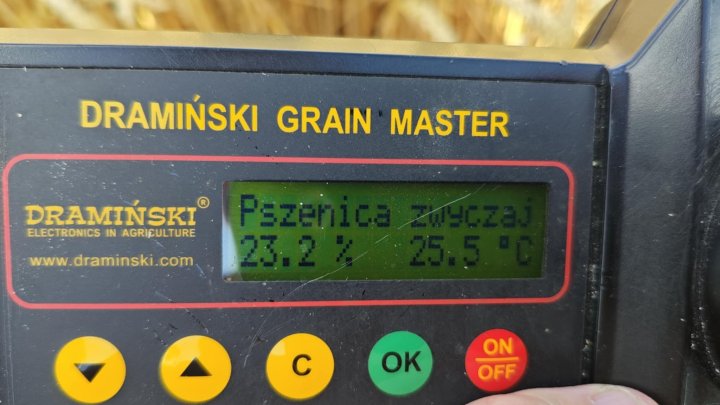 DRAMIŃSKI GRAIN MASTER
DRAMIŃSKI®
ELECTRONICS IN AGRICULTURE
www.draminski.com
Pszenica zwyczaj
23.2 % 25.5 °C
C
OK
ON
OFF